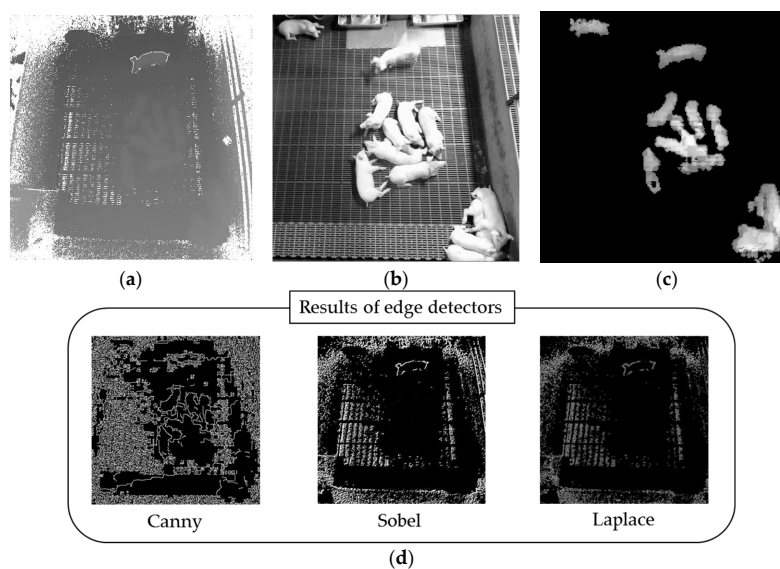 (a)
(b)
(c)
Results of edge detectors
Canny
Sobel
Laplace
(d)